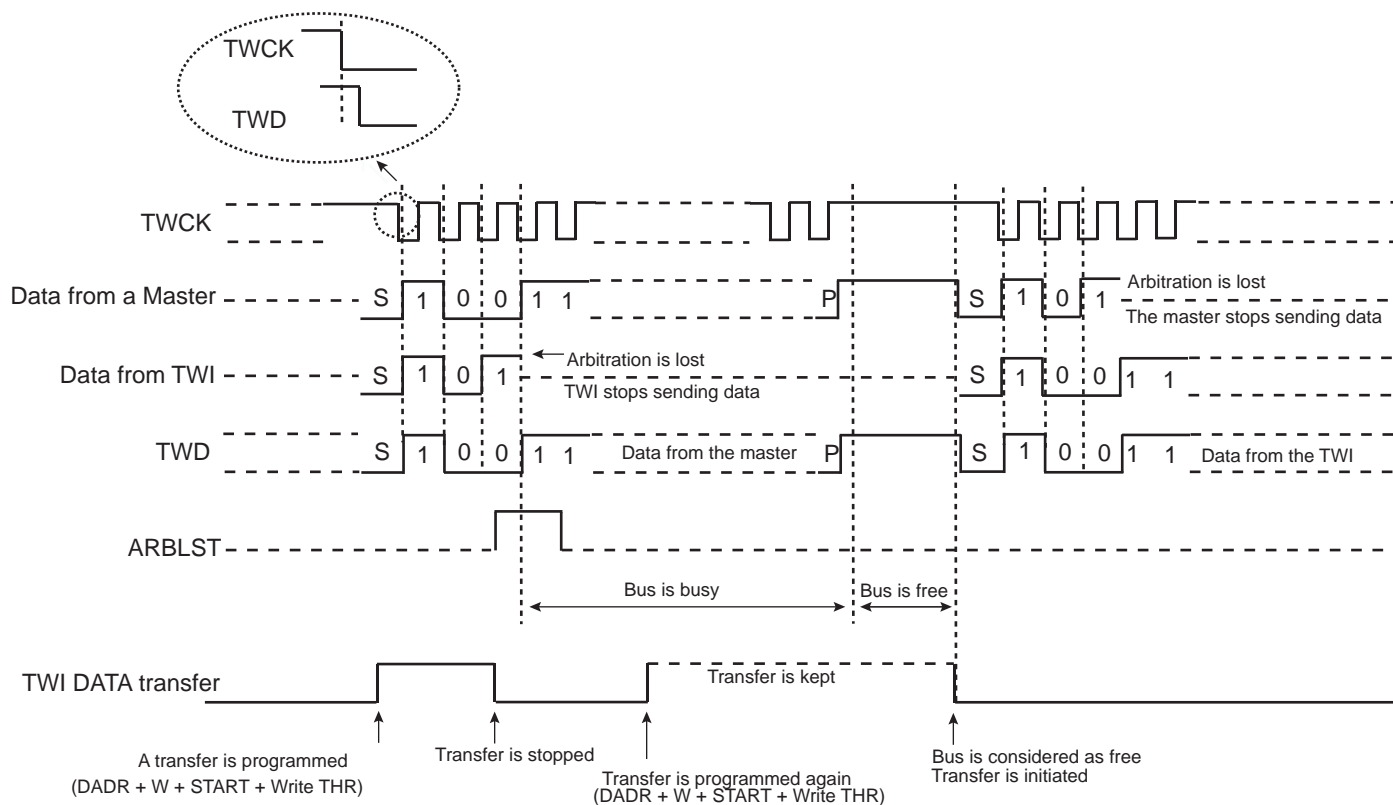 TWCK
TWD
TWCK
Data from a Master
S 1 0 0 1 1
P
S 1 0 1
Arbitration is lost
The master stops sending data
Data from TWI
S 1 0 1
Arbitration is lost
TWI stops sending data
S 1 0 0 1 1
TWD
S 1 0 0 1 1
Data from the master
P
S 1 0 0 1 1
Data from the TWI
ARBLST
Bus is busy
Bus is free
TWI DATA transfer
Transfer is kept
A transfer is programmed
(DADR + W + START + Write THR)
Transfer is stopped
Transfer is programmed again
(DADR + W + START + Write THR)
Bus is considered as free
Transfer is initiated